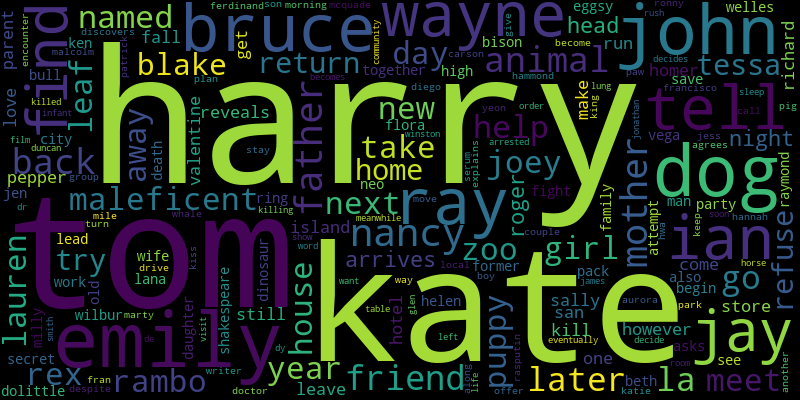 ferdinand son morning mcquade
parent
encounter
find
discovers
named
bruce
wayne
eggsy
welles
ronny
rush
give
john
malcolm
ken
fall
get
community
carson
become
bison
head
run
decides
bull
leaf
patrick
blake
return
day
animal
homer
tessa
richard
love
killed
infant
plan
becomes
together
high
save
hammond
paw
francisco
harry
reveals
father
new
help
make
king
lung
tell
film
duncan
city
away
death
valentine
stay
take
flora
diego
yeon
order
arrested
winston
vega
jess
call
sleep
pig
night
jonathan
agrees
back
home
joey
serum
explains
dog
raymond
pepper
group
neo
fight
family
mother
attempt
man
party
hannah
jen
dr
maleficent
ring
killing
next
ray
roger
move
couple
ian
keep
soon
refuse
mile
turn
whale
tom
island
meanwhile
nancy
zoo
girl
come
also
begin
horse
lauren
lead
wife
drive
kiss
show
word
arrives
former
boy
pack
james
hwa
go
try
work
lana
old
dinosaur
house
want
way
local
kate
sally
san
aurora
park
store
wilbur
marty
shakespeare
still
hotel
table
glen
helen
puppy
kill
however
asks
jay
milly
smith
de
emily
daughter
visit
year
dy
left
eventually
decide
one
see
secret
rex
fran
writer
friend
life
along
rasputin
later
beth
room
la
meet
another
dolittle
despite
rambo
doctor
leave
offer
katie